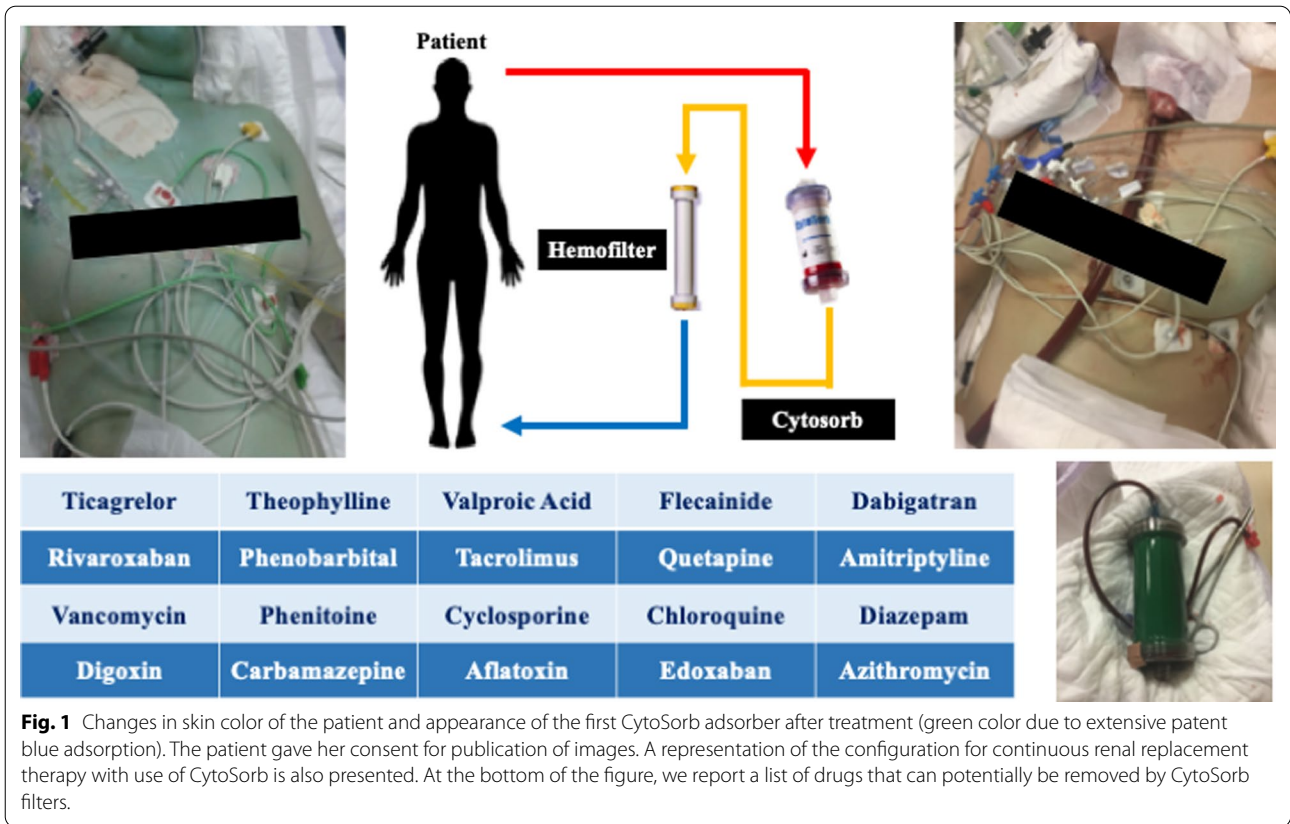 Patient
Hemofilter
Cytosorb
Ticagrelor Theophylline Valproic Acid Flecainide Dabigatran
Rivaroxaban Phenobarbital Tacrolimus Quetapine Amitriptyline
Vancomycin Phenitoine Cyclosporine Chloroquine Diazepam
Digoxin Carbamazepine Aflatoxin Edoxaban Azithromycin
Fig. 1 Changes in skin color of the patient and appearance of the first CytoSorb adsorber after treatment (green color due to extensive patent
blue adsorption). The patient gave her consent for publication of images. A representation of the configuration for continuous renal replacement
therapy with use of CytoSorb is also presented. At the bottom of the figure, we report a list of drugs that can potentially be removed by CytoSorb
filters.